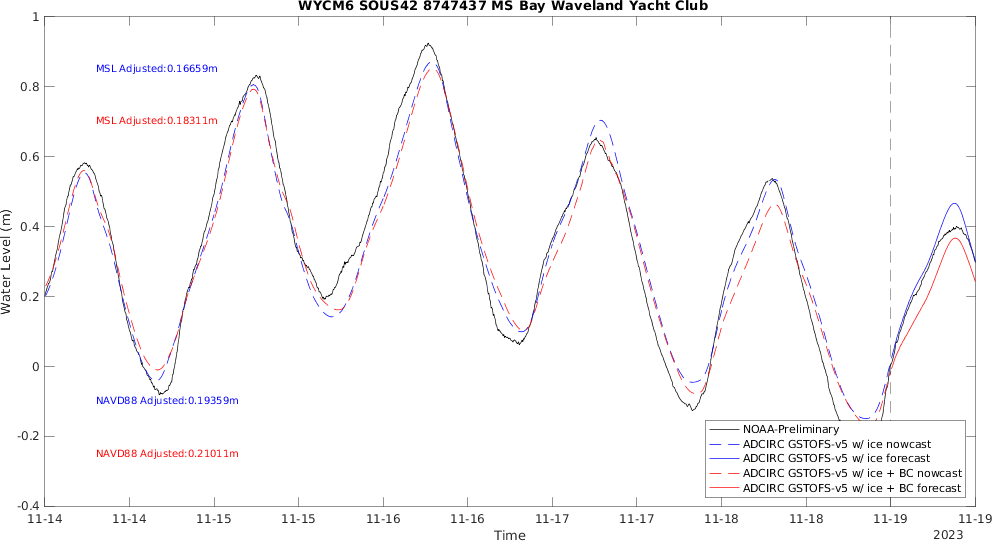 WYCM6 SOUS42 8747437 MS Bay Waveland Yacht Club
1
0.8
0.6
0.4
0.2
0
-0.2
-0.4
Water Level (m)
MSL Adjusted:0.16659m
MSL Adjusted:0.18311m
NAVD88 Adjusted:0.19359m
NAVD88 Adjusted:0.21011m
NOAA-Preliminary
ADCIRC GSTOFS-v5 w/ ice nowcast
ADCIRC GSTOFS-v5 w/ ice forecast
ADCIRC GSTOFS-v5 w/ ice + BC nowcast
ADCIRC GSTOFS-v5 w/ ice + BC forecast
11-14 11-14 11-15 11-15 11-16 11-16 11-17 11-17 11-18 11-18 11-19 11-19
Time
2023